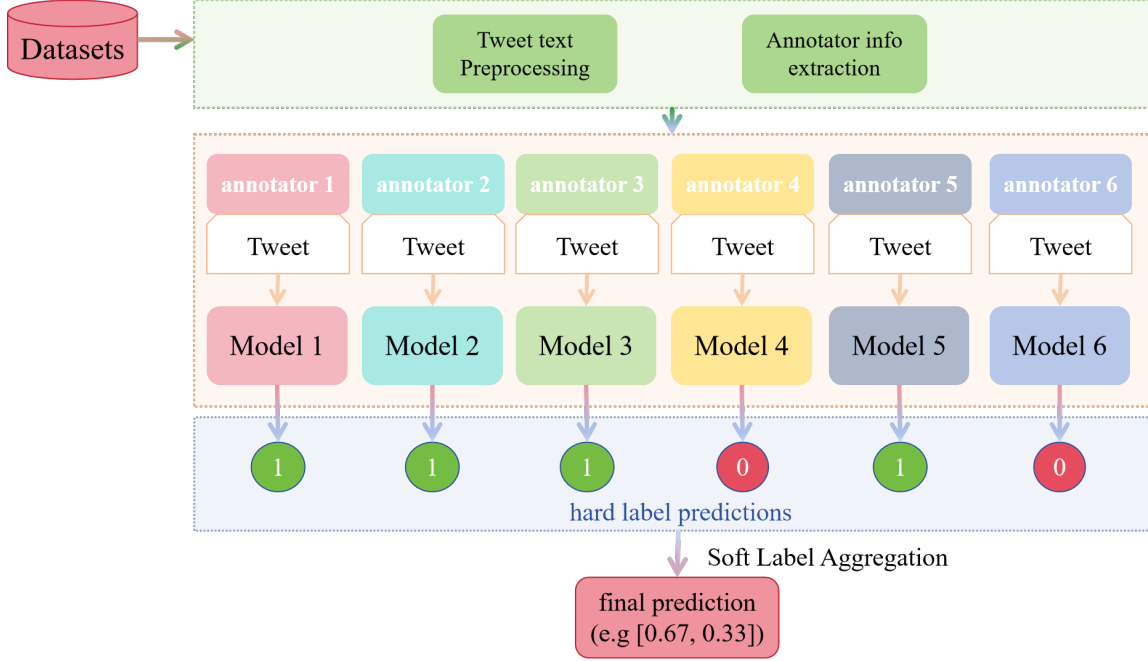 Datasets
Tweet text
Preprocessing
Annotator info
extraction
annotator 1
annotator 2
annotator 3
annotator 4
annotator 5
annotator 6
Tweet
Tweet
Tweet
Tweet
Tweet
Tweet
Model 1
Model 2
Model 3
Model 4
Model 5
Model 6
1
1
1
0
1
0
hard label predictions
Soft Label Aggregation
final prediction
(e.g [0.67, 0.33])